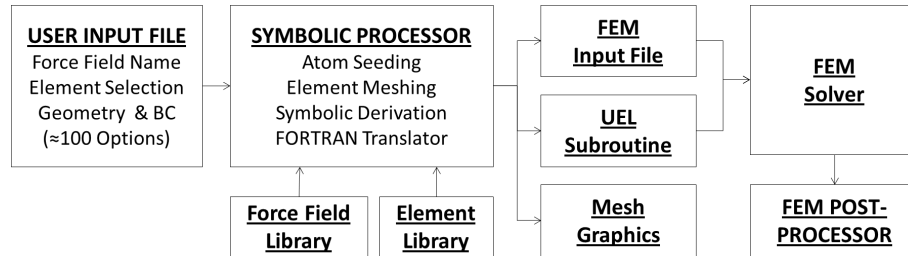 USER INPUT FILE
Force Field Name
Element Selection
Geometry & BC
(≈100 Options)
SYMBOLIC PROCESSOR
Atom Seeding
Element Meshing
Symbolic Derivation
FORTRAN Translator
Force Field
Library
Element
Library
FEM
Input File
UEL
Subroutine
Mesh
Graphics
FEM
Solver
FEM POST-
PROCESSOR